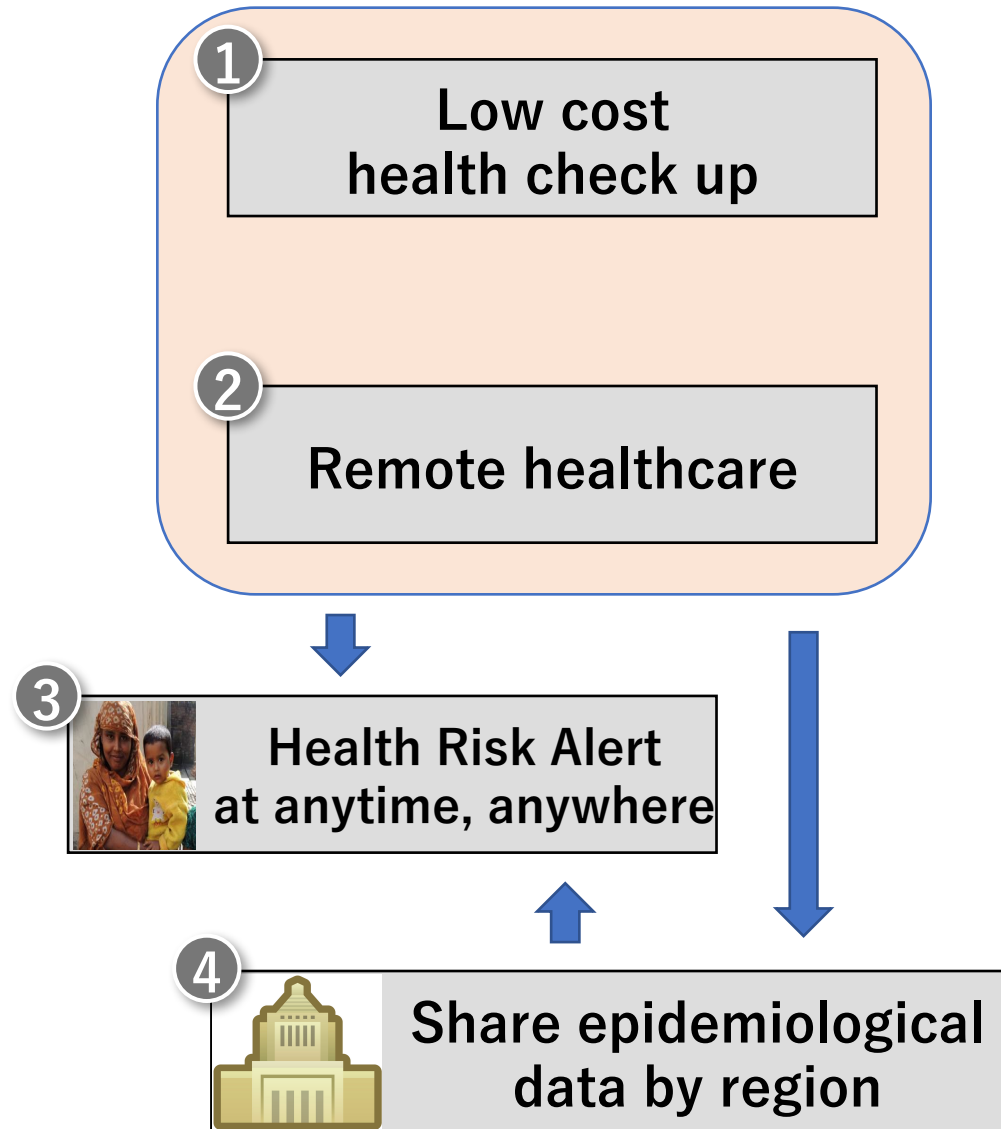 1
Low cost
health check up
2
Remote healthcare
3
Health Risk Alert
at anytime, anywhere
4
Share epidemiological
data by region